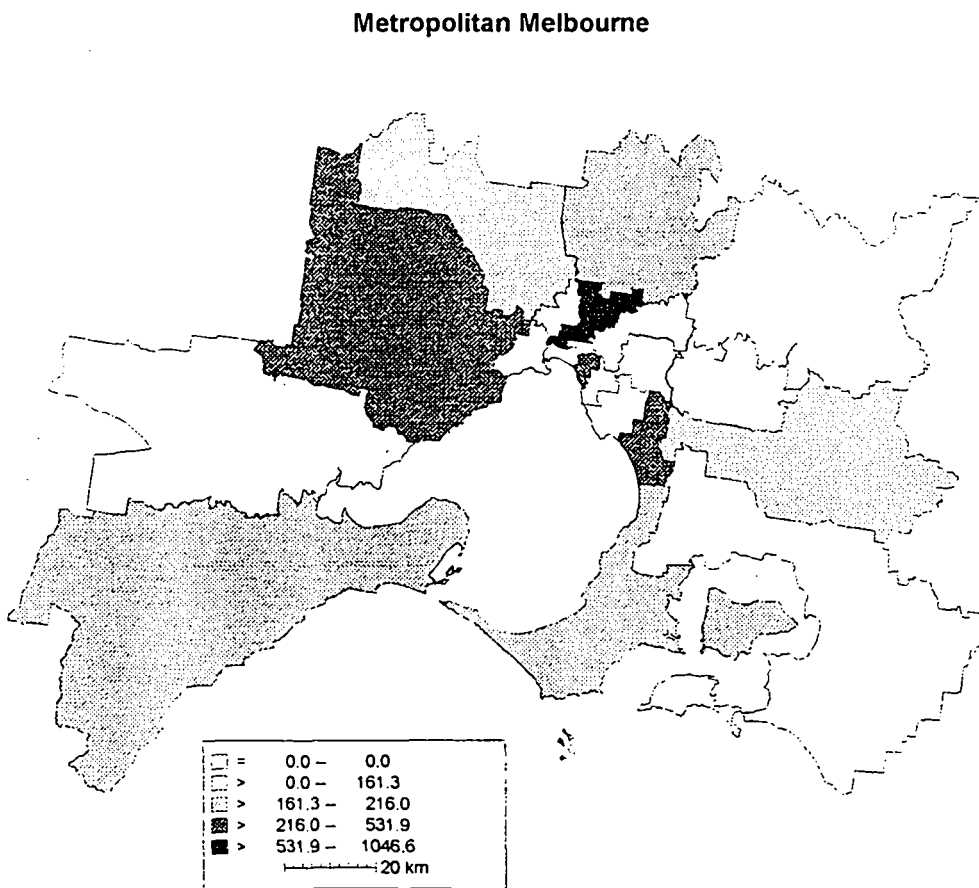 Metropolitan Melbourne
= 0.0 – 0.0
> 0.0 – 161.3
> 161.3 – 216.0
> 216.0 – 531.9
> 531.9 – 1046.6
20 km